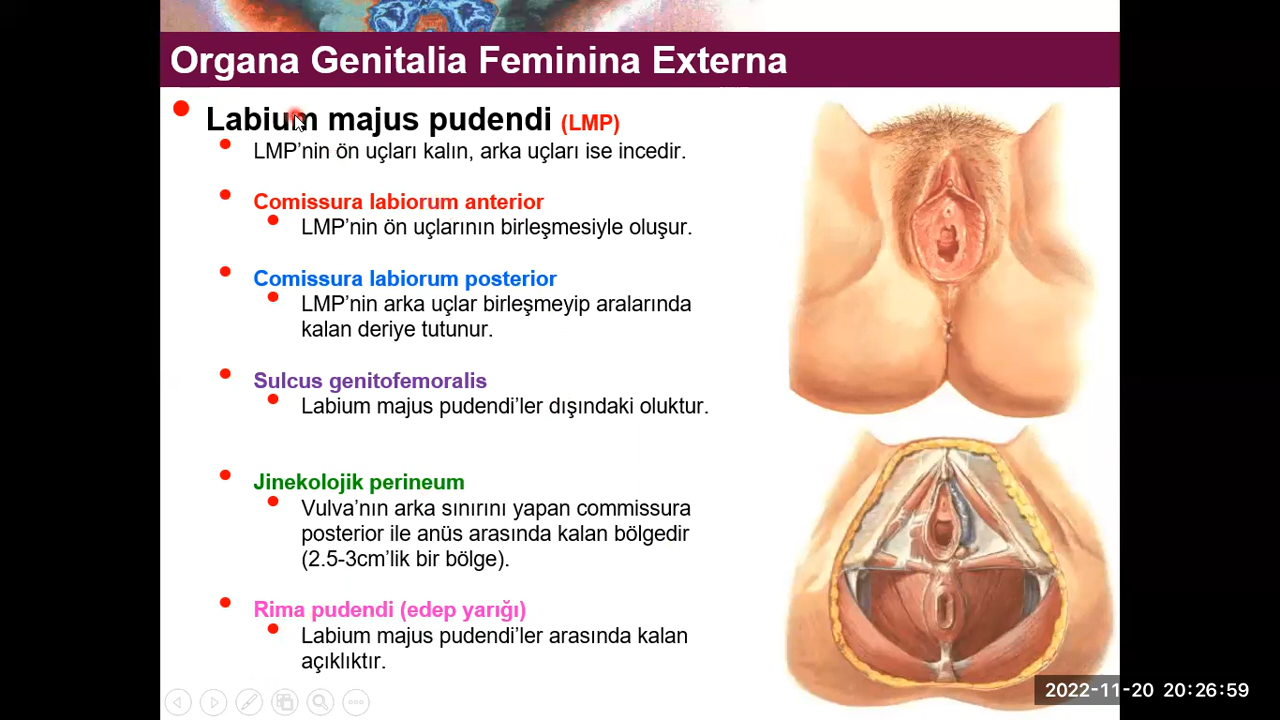 Organa Genitalia Feminina Externa
Labium majus pudendi (LMP)
LMP’nin ön uçları kalın, arka uçları ise incedir.
Comissura labiorum anterior
LMP’nin ön uçlarının birleşmesiyle oluşur.
Comissura labiorum posterior
LMP’nin arka uçlar birleşmeyip aralarında
kalan deriye tutunur.
Sulcus genitofemoralis
Labium majus pudendi’ler dışındaki oluktur.
Jinekolojik perineum
Vulva’nın arka sınırını yapan commissura
posterior ile anüs arasında kalan bölgedir
(2.5-3cm’lik bir bölge).
Rima pudendi (edep yarığı)
Labium majus pudendi’ler arasında kalan
açıklıktır.
2022-11-20 20:26:59